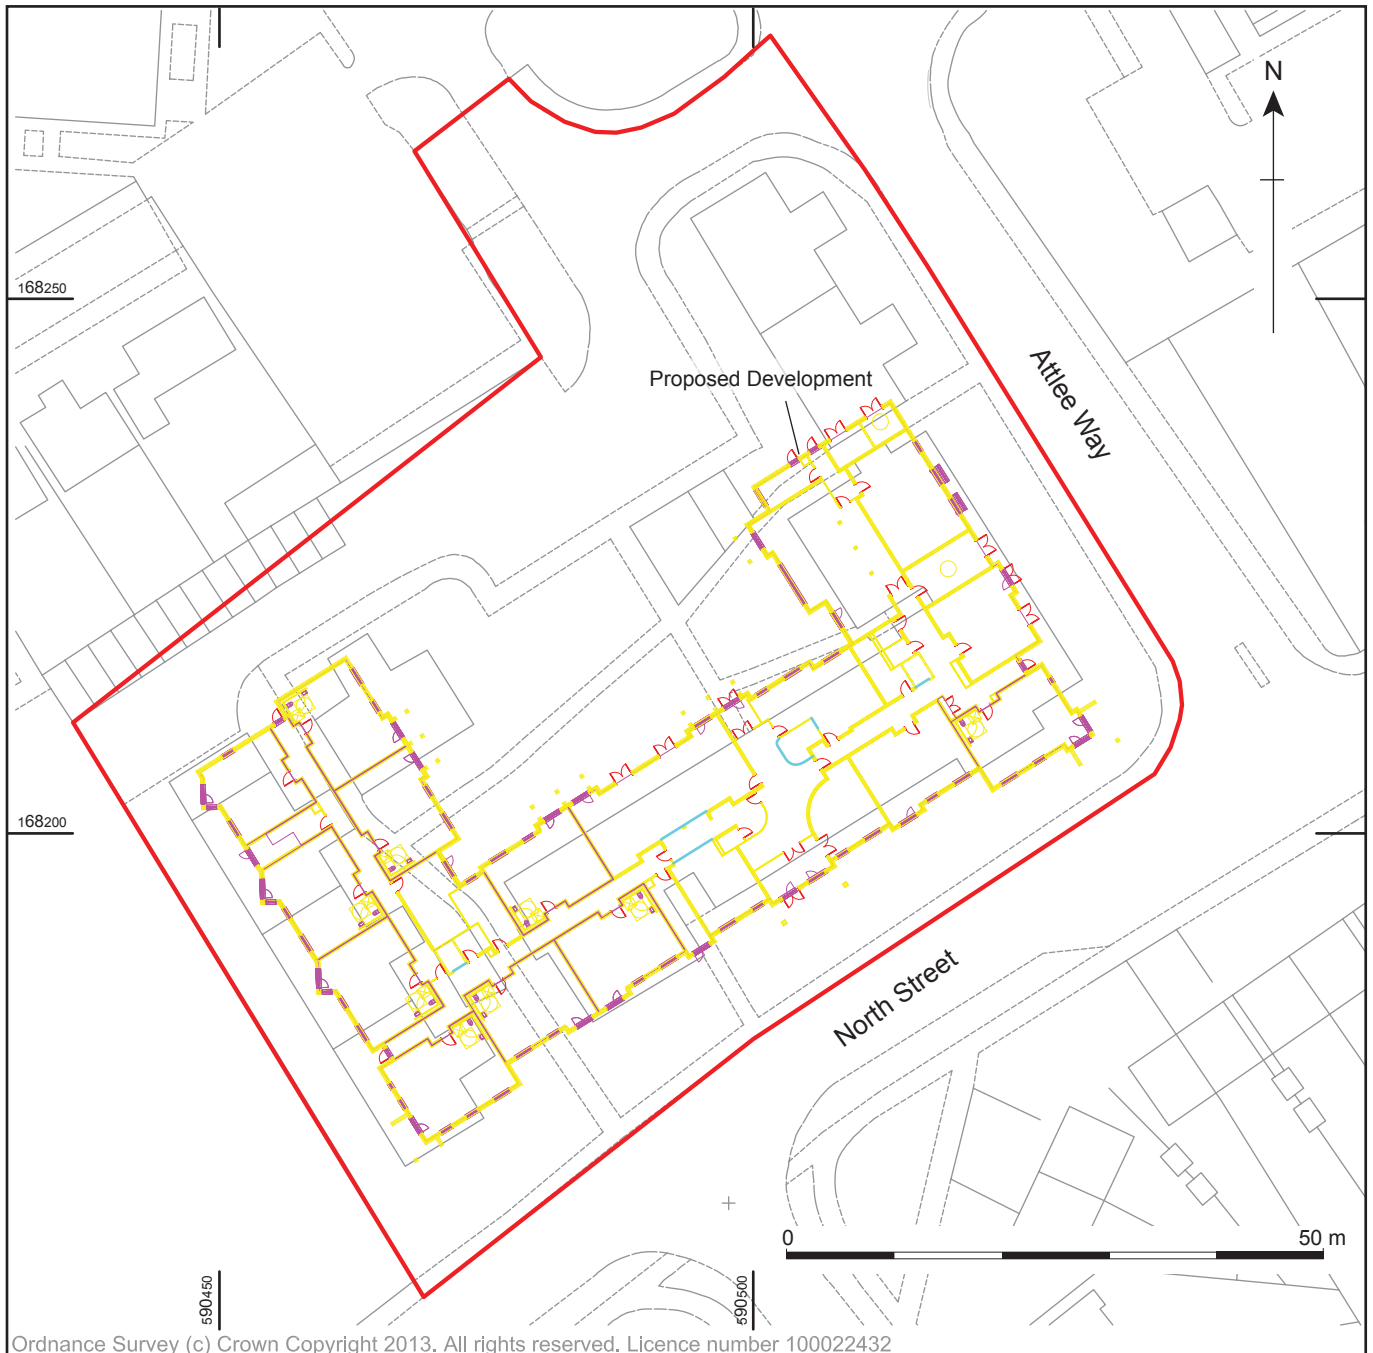 N
168250
Attlee Way
Proposed Development
168200
North Street
0 50 m
590450
590500
Ordnance Survey (c) Crown Copyright 2013. All rights reserved. Licence number 100022432